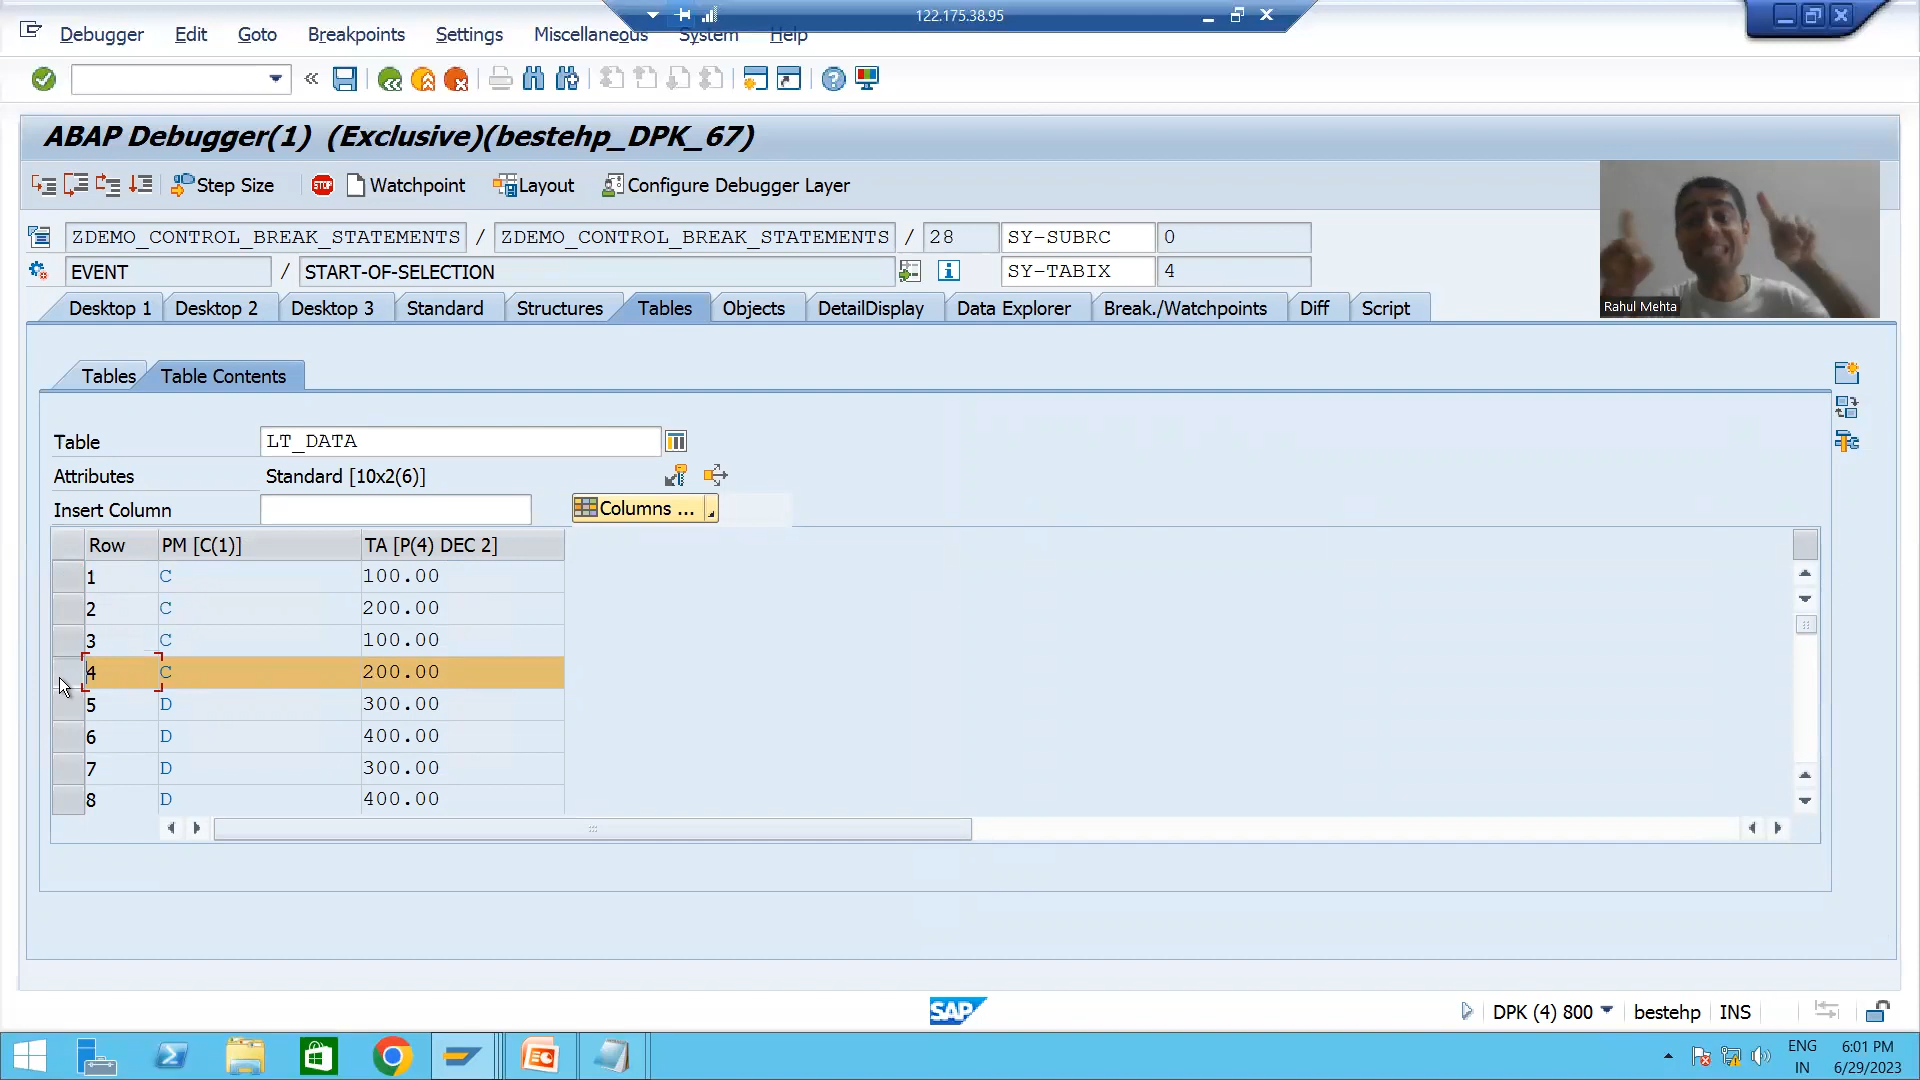 122.175.38.95
Debugger Edit Goto Breakpoints Settings Miscellaneous System Help
ABAP Debugger(1) (Exclusive)(bestehp_DPK_67)
Step Size STOP Watchpoint Layout Configure Debugger Layer
ZDEMO_CONTROL_BREAK_STATEMENTS / ZDEMO_CONTROL_BREAK_STATEMENTS / 28 SY-SUBRC 0
EVENT / START-OF-SELECTION SY-TABIX 4
Rahul Mehta
Desktop 1 Desktop 2 Desktop 3 Standard Structures Tables Objects DetailDisplay Data Explorer Break./Watchpoints Diff Script
Tables Table Contents
Table LT_DATA
Attributes Standard [10x2(6)]
Insert Column Columns ...
Row PM [C(1)] TA [P(4) DEC 2]
1 C 100.00
2 C 200.00
3 C 100.00
4 C 200.00
5 D 300.00
6 D 400.00
7 D 300.00
8 D 400.00
SAP DPK (4) 800 bestehp INS
ENG 6:01 PM
IN 6/29/2023